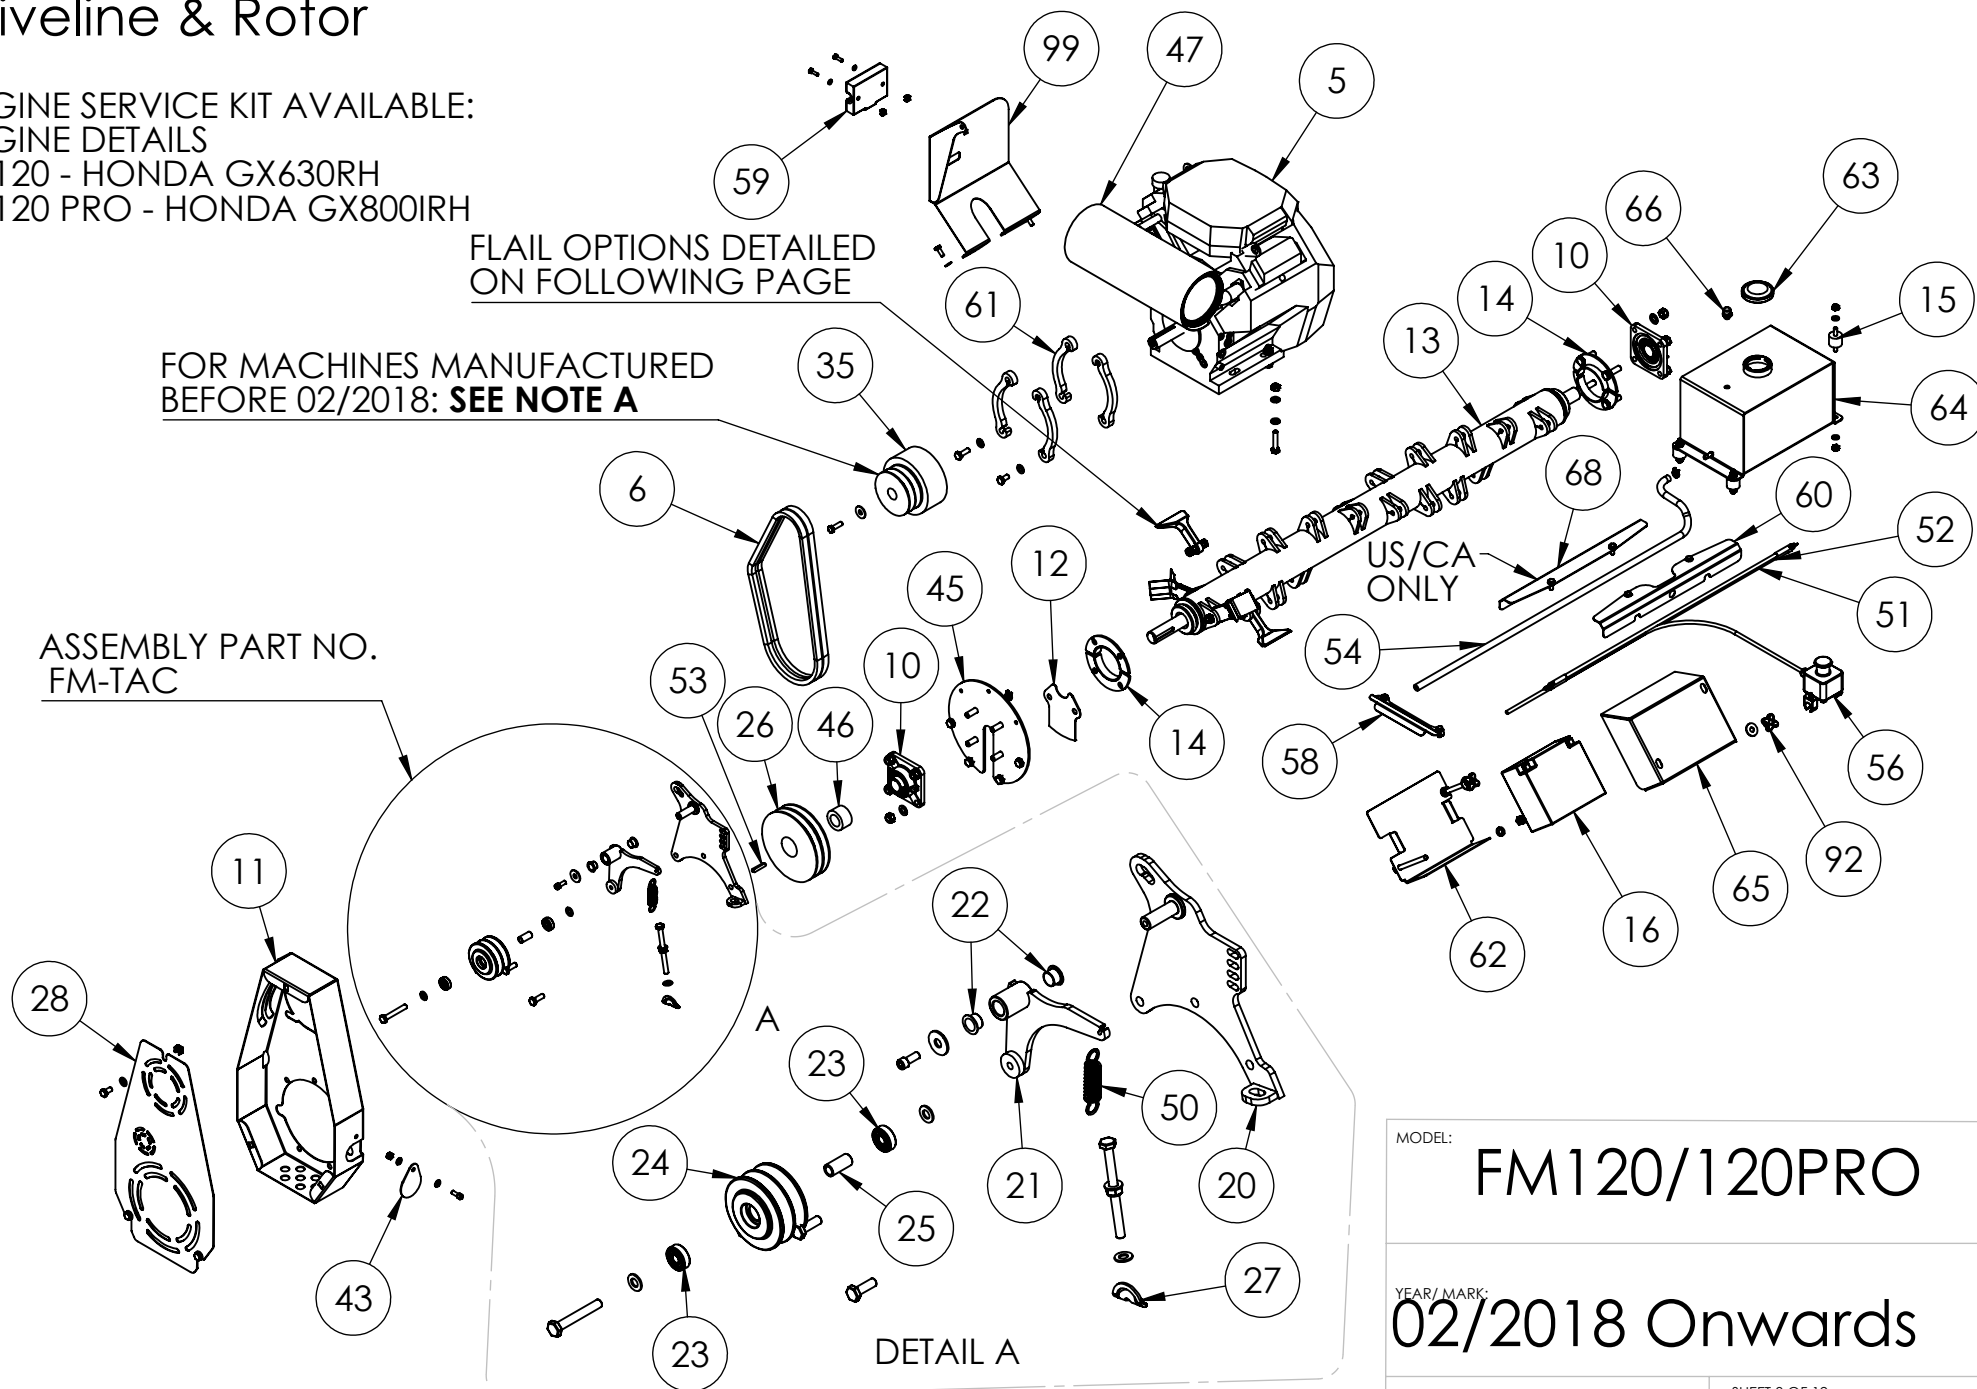 iveline & Rotor
GINE SERVICE KIT AVAILABLE:
GINE DETAILS
120 - HONDA GX630RH
120 PRO - HONDA GX800IRH
FLAIL OPTIONS DETAILED
ON FOLLOWING PAGE
FOR MACHINES MANUFACTURED
BEFORE 02/2018: SEE NOTE A
ASSEMBLY PART NO.
FM-TAC
99
47
5
59
63
66
10
14
15
61
13
35
64
6
68
60
US/CA
ONLY
52
12
45
51
54
53
10
26
46
14
58
56
11
92
65
22
16
62
28
A
23
50
24
21
20
25
27
43
23
DETAIL A
MODEL:
FM120/120PRO
YEAR/ MARK:
02/2018 Onwards